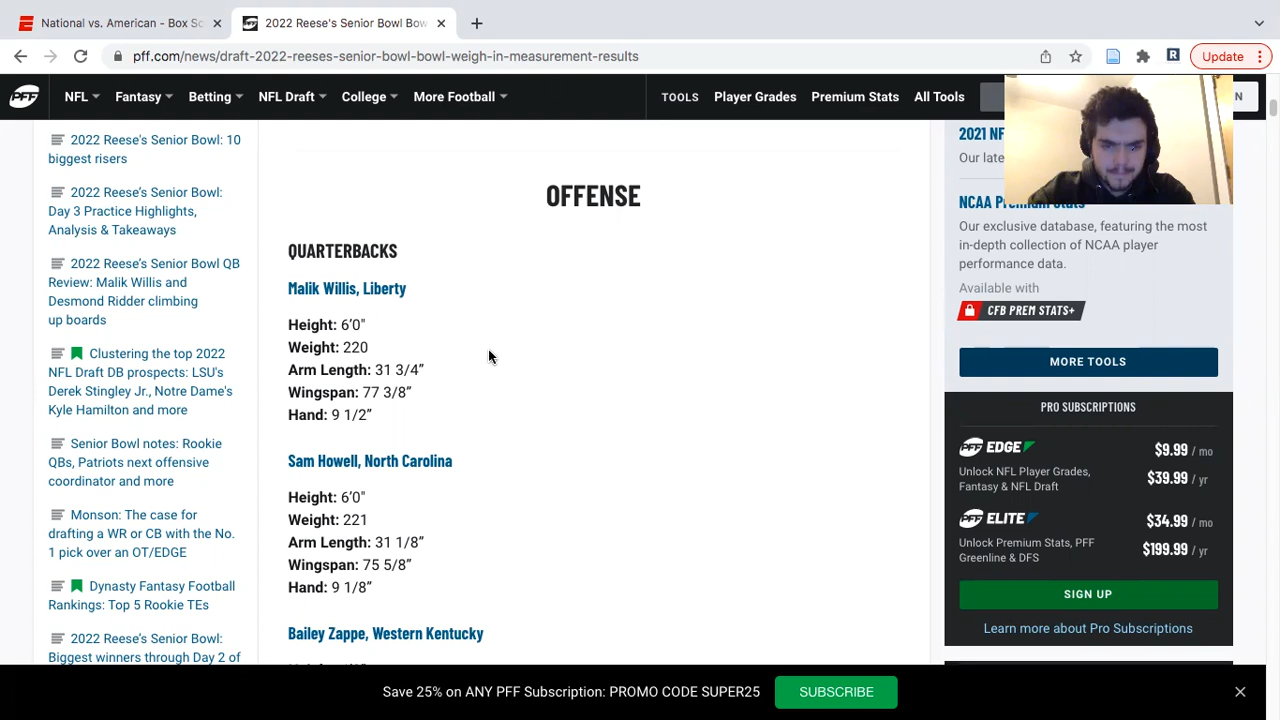 National vs. American - Box Sc
2022 Reese's Senior Bowl Bow
pff.com/news/draft-2022-reeses-senior-bowl-bowl-weigh-in-measurement-results
R
Update
PFF
NFL
Fantasy
Betting
NFL Draft
College
More Football
TOOLS
Player Grades
Premium Stats
All Tools
N
2022 Reese's Senior Bowl: 10
biggest risers
2022 Reese's Senior Bowl:
Day 3 Practice Highlights,
Analysis & Takeaways
2022 Reese’s Senior Bowl QB
Review: Malik Willis and
Desmond Ridder climbing
up boards
Clustering the top 2022
NFL Draft DB prospects: LSU's
Derek Stingley Jr., Notre Dame's
Kyle Hamilton and more
Senior Bowl notes: Rookie
QBs, Patriots next offensive
coordinator and more
Monson: The case for
drafting a WR or CB with the No.
1 pick over an OT/EDGE
Dynasty Fantasy Football
Rankings: Top 5 Rookie TEs
2022 Reese’s Senior Bowl:
Biggest winners through Day 2 of
OFFENSE
QUARTERBACKS
Malik Willis, Liberty
Height: 6’0"
Weight: 220
Arm Length: 31 3/4”
Wingspan: 77 3/8”
Hand: 9 1/2”
Sam Howell, North Carolina
Height: 6’0"
Weight: 221
Arm Length: 31 1/8”
Wingspan: 75 5/8”
Hand: 9 1/8”
Bailey Zappe, Western Kentucky
2021 NF
Our late
NCAA Premium Stats
Our exclusive database, featuring the most
in-depth collection of NCAA player
performance data.
Available with
CFB PREM STATS+
MORE TOOLS
PRO SUBSCRIPTIONS
PFF EDGE
$9.99 / mo
Unlock NFL Player Grades,
Fantasy & NFL Draft
$39.99 / yr
PFF ELITE
$34.99 / mo
Unlock Premium Stats, PFF
Greenline & DFS
$199.99 / yr
SIGN UP
Learn more about Pro Subscriptions
Save 25% on ANY PFF Subscription: PROMO CODE SUPER25
SUBSCRIBE